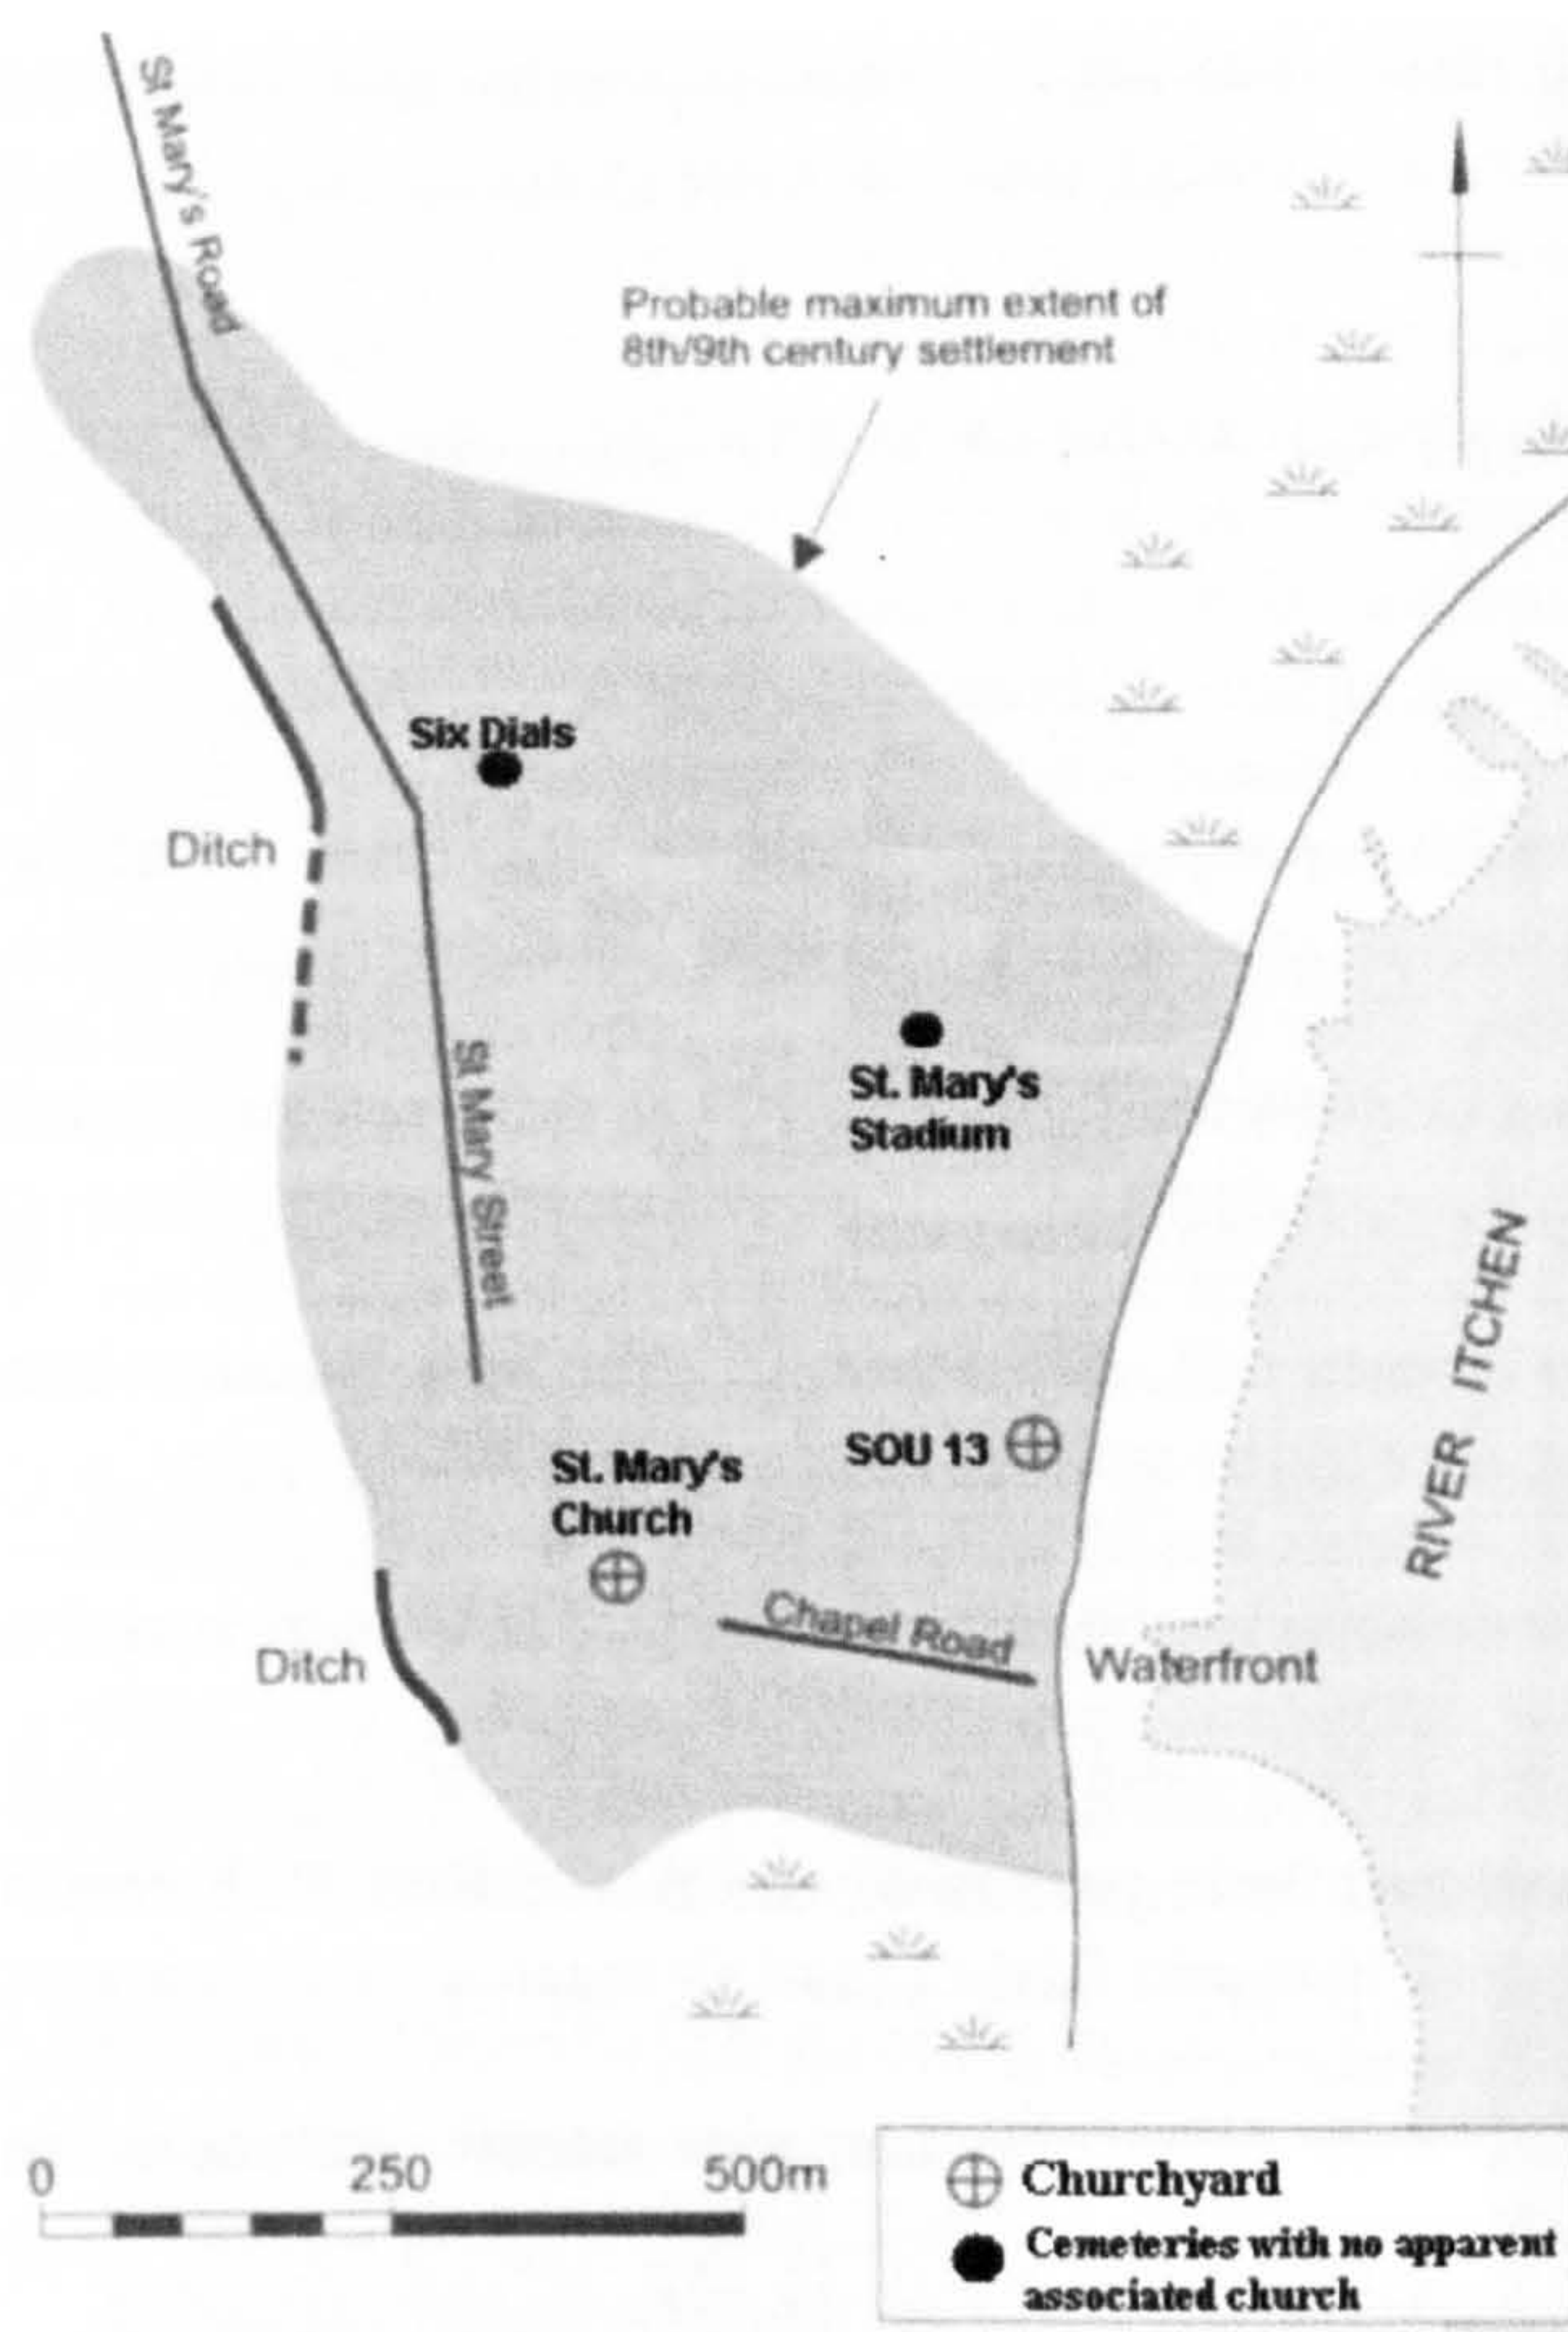 St Mary's Road
Probable maximum extent of
8th/9th century settlement
Six Dials
Ditch
St. Mary's
Stadium
St Mary Street
RIVER ITCHEN
SOU 13
St. Mary's
Church
Chapel Road
Ditch
Waterfront
0 250 500m
Churchyard
Cemeteries with no apparent
associated church